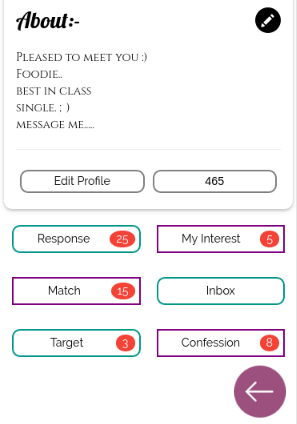 About:-
Pleased to meet you :)
Foodie..
best in class
single. ; )
message me.....
Edit Profile
465
Response 25
My Interest 5
Match 15
Inbox
Target 3
Confession 8